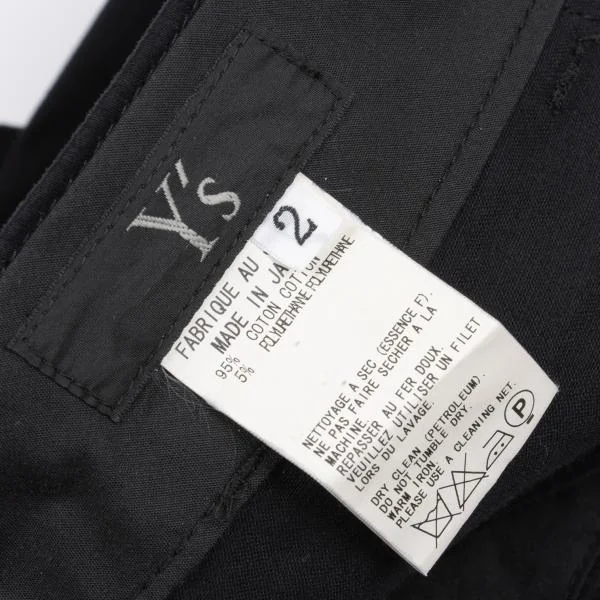 Y's
2
FABRIQUE AU
MADE IN JA
95% COTON COTTON
5% POLYURETHANNE POLYURETHANE
NETTOYAGE A SEC (ESSENCE F).
NE PAS FAIRE SECHER A LA
MACHINE.
REPASSER AU FER DOUX.
VEUILLEZ UTILISER UN FILET
LORS DU LAVAGE.
DRY CLEAN (PETROLEUM).
DO NOT TUMBLE DRY.
WARM IRON.
PLEASE USE A CLEANING NET.
P